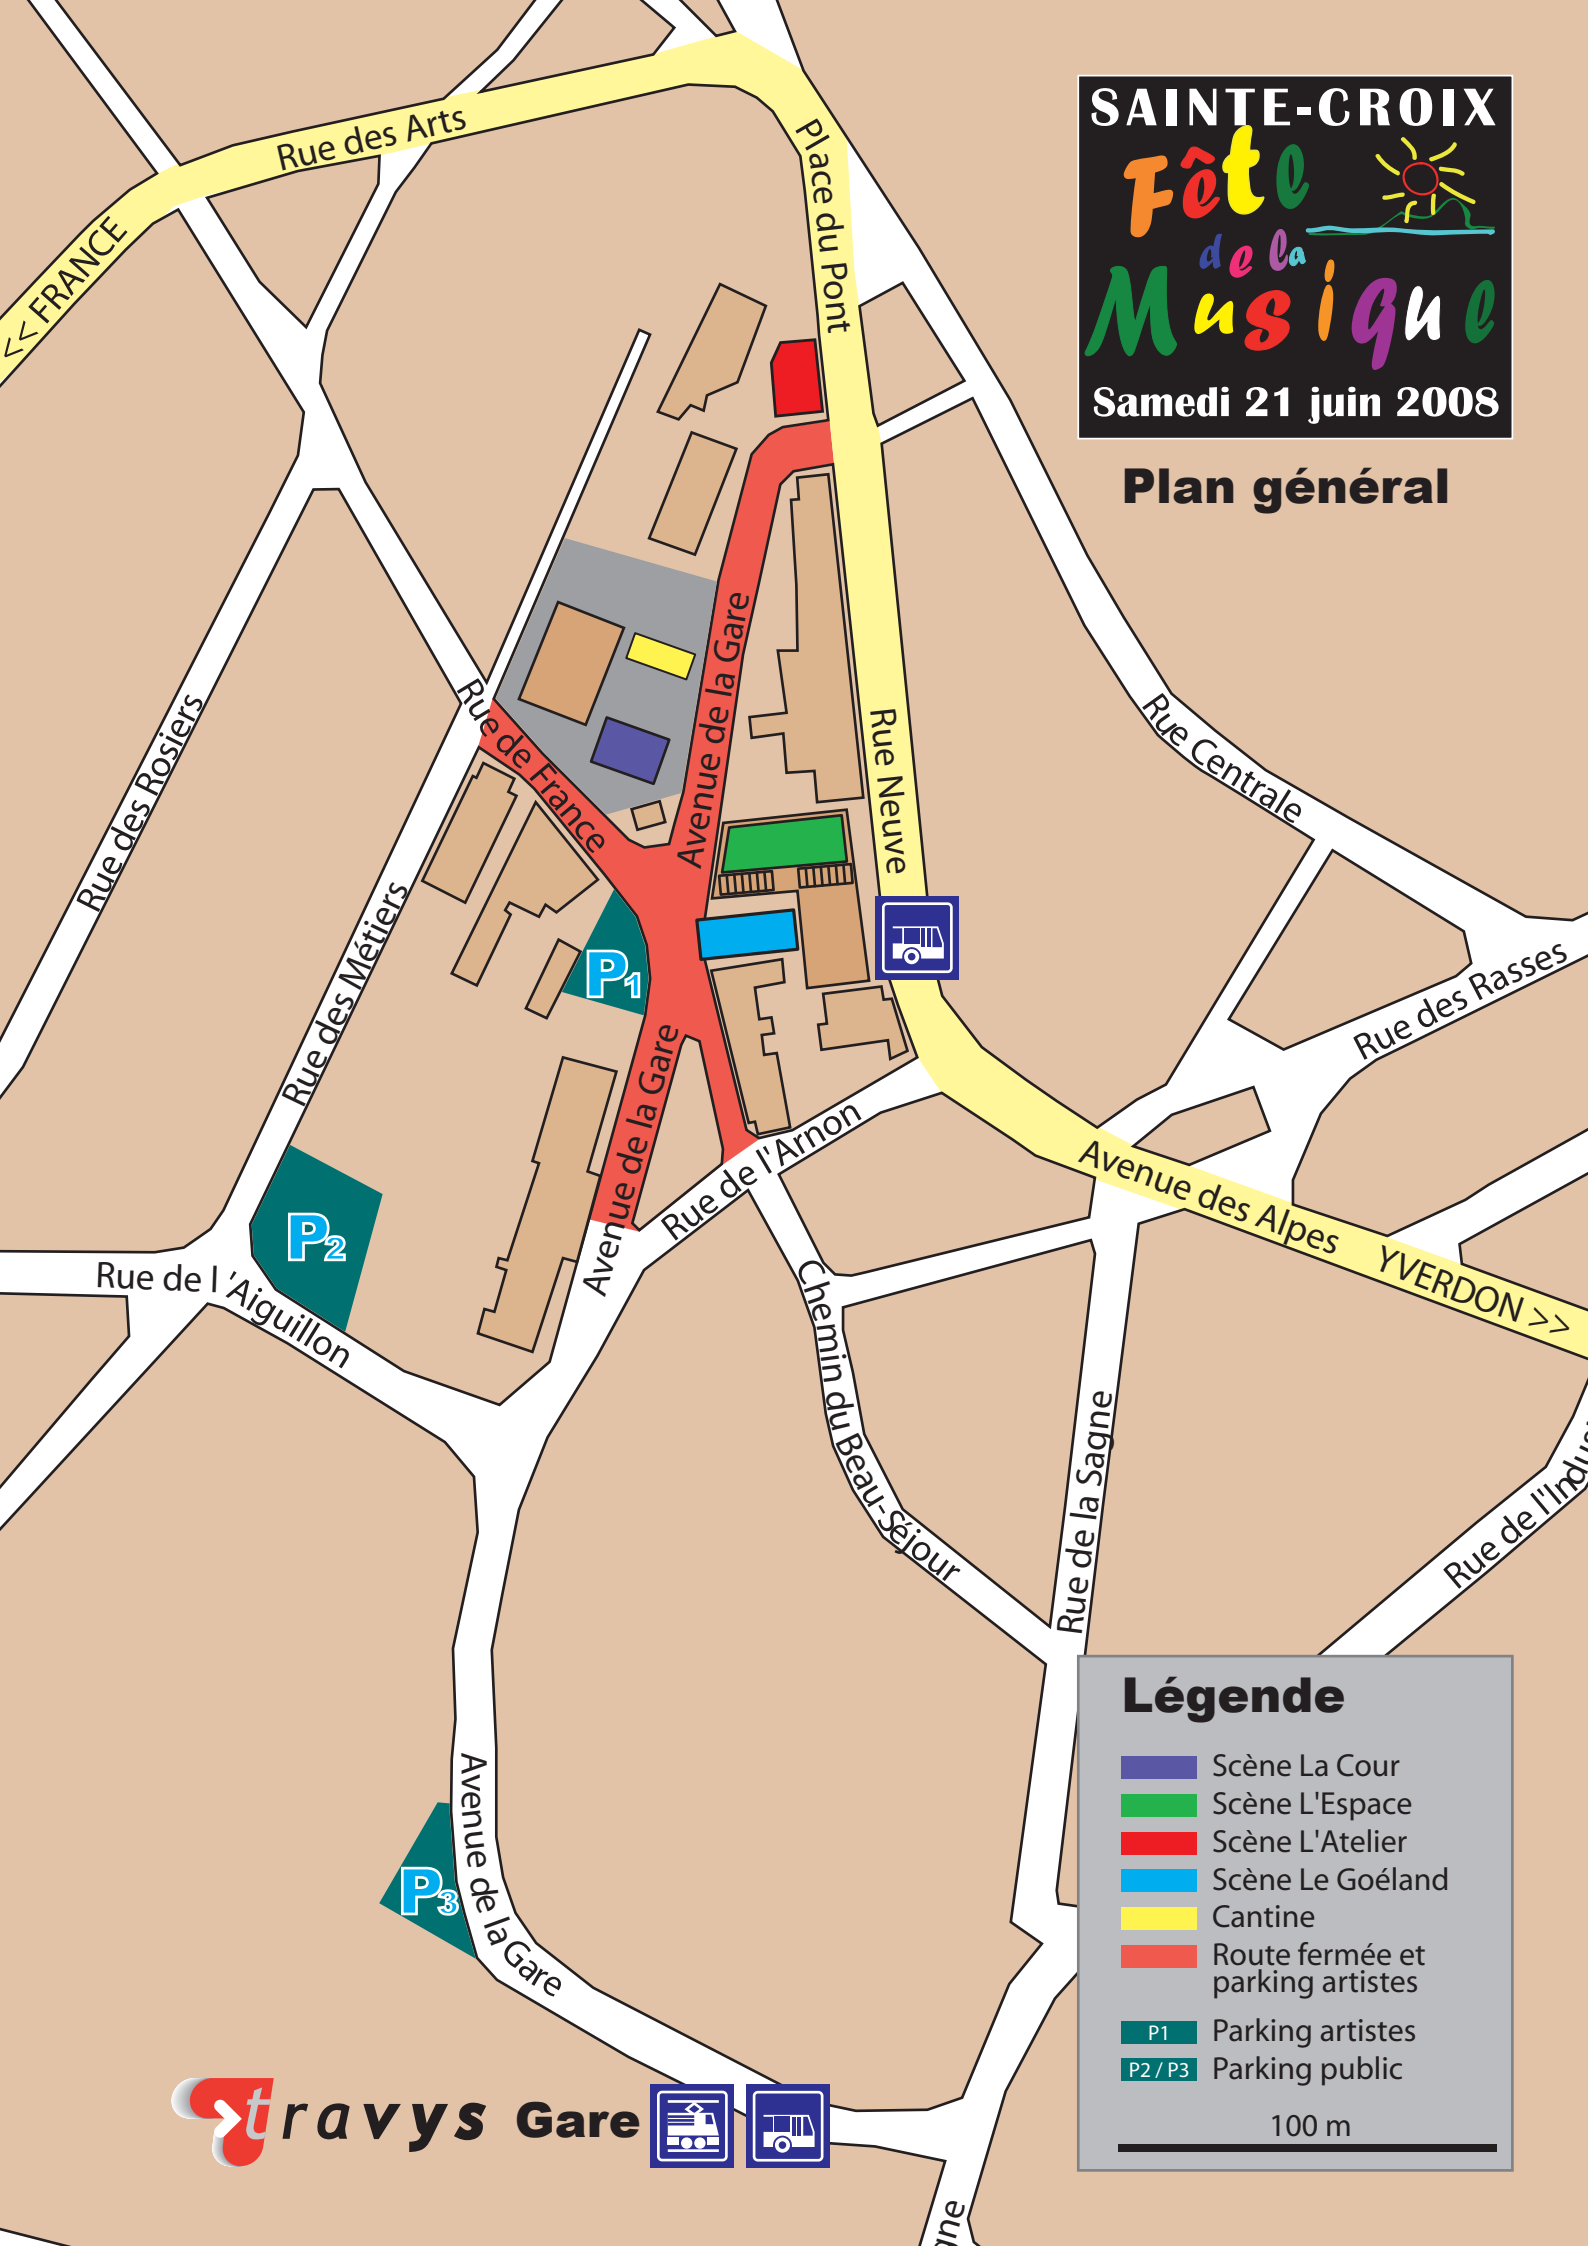 SAINTE-CROIX
Fête
de la
Musique
Samedi 21 juin 2008
Plan général
Rue des Arts
<< FRANCE
Place du Pont
Avenue de la Gare
Rue de France
Rue Neuve
Rue Centrale
Rue des Rosiers
Rue des Métiers
Rue des Rasses
P1
Avenue de la Gare
Rue de l'Arnon
Avenue des Alpes
YVERDON >>
P2
Rue de l 'Aiguillon
Chemin du Beau-Séjour
Rue de la Sagne
Rue de l'Indus
Avenue de la Gare
P3
Légende
Scène La Cour
Scène L'Espace
Scène L'Atelier
Scène Le Goéland
Cantine
Route fermée et
parking artistes
P1 Parking artistes
P2 / P3 Parking public
100 m
travys Gare
gne